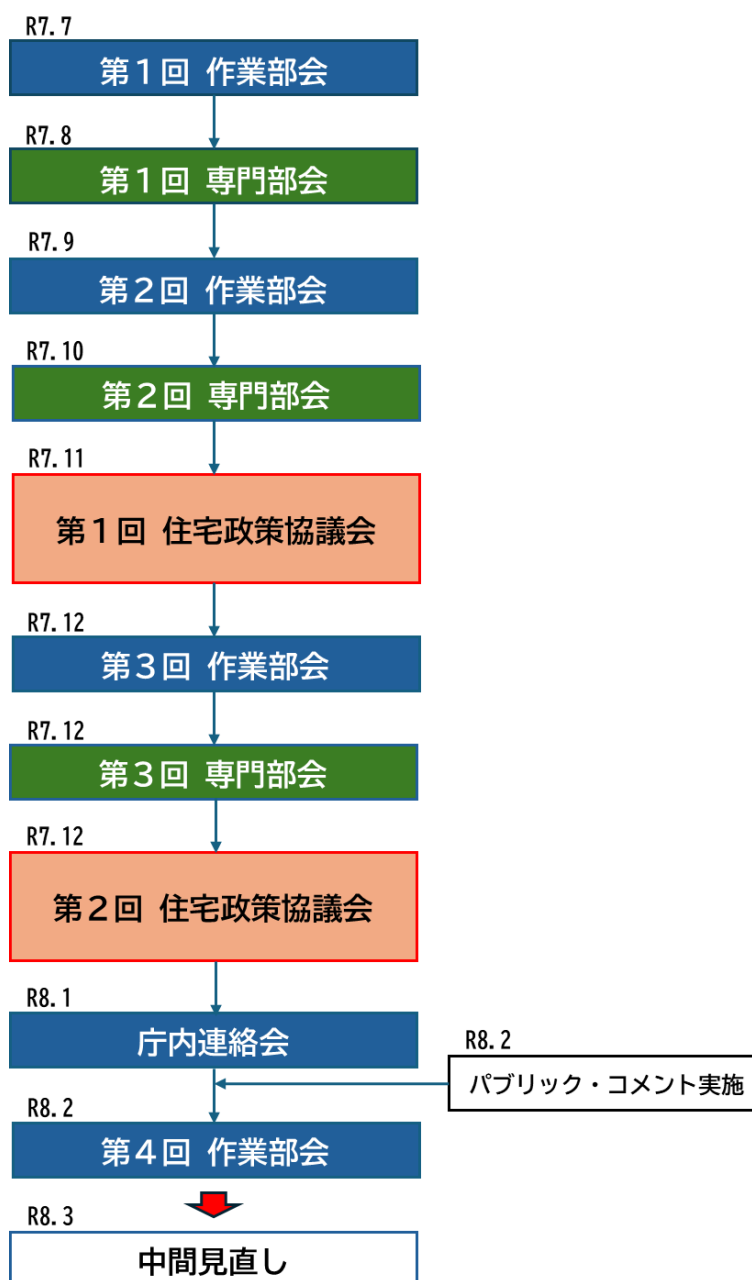 R7.7
第1回 作業部会
R7.8
第1回 専門部会
R7.9
第2回 作業部会
R7.10
第2回 専門部会
R7.11
第1回 住宅政策協議会
R7.12
第3回 作業部会
R7.12
第3回 専門部会
R7.12
第2回 住宅政策協議会
R8.1
庁内連絡会
R8.2
パブリック・コメント実施
R8.2
第4回 作業部会
R8.3
中間見直し